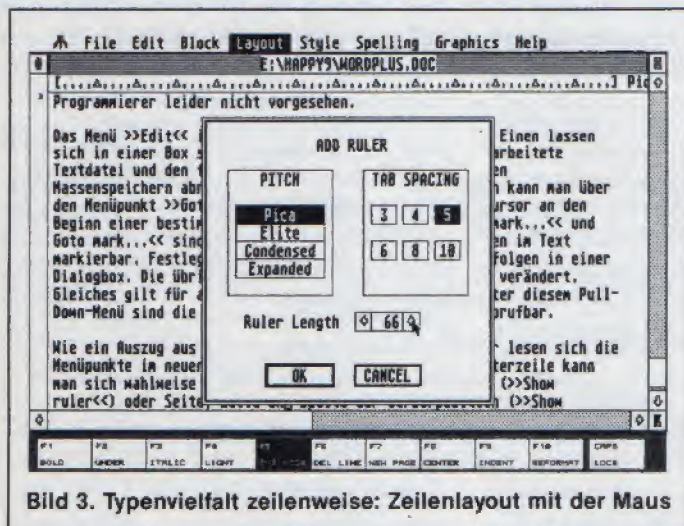 File Edit Block Layout Style Spelling Graphics Help
E:\HAPPY9\WORDPLUS.DOC
Programmierer leider nicht vorgesehen.
Das Menü >>Edit<< Einen lassen
sich in einer Box arbeitete
Textdatei und den
Massenspeichern kann man über
den Menüpunkt >>Got ursor an den
Beginn einer bestim mark...<< und
Goto mark...<< sind en im Text
markierbar. Festleg folgen in einer
Dialogbox. Die übri verändert.
Gleiches gilt für ter diesem Pull-
Down-Menü sind die rufbar.
Wie ein Auszug aus lesen sich die
Menüpunkte im neuen terzeile kann
man sich wahlweise (>>Show
ruler<<) oder Seite, (>>Show
ADD RULER
PITCH
Pica
Elite
Condensed
Expanded
TAB SPACING
3 4 5
6 8 10
Ruler Length 66
OK CANCEL
F1 F2 F3 F4 F6 F7 F8 F9 F10 CAPS
BOLD UNDER ITALIC LIGHT DEL LINE NEW PAGE CENTER INDENT REFORMAT LOCK
Bild 3. Typenvielfalt zeilenweise: Zeilenlayout mit der Maus